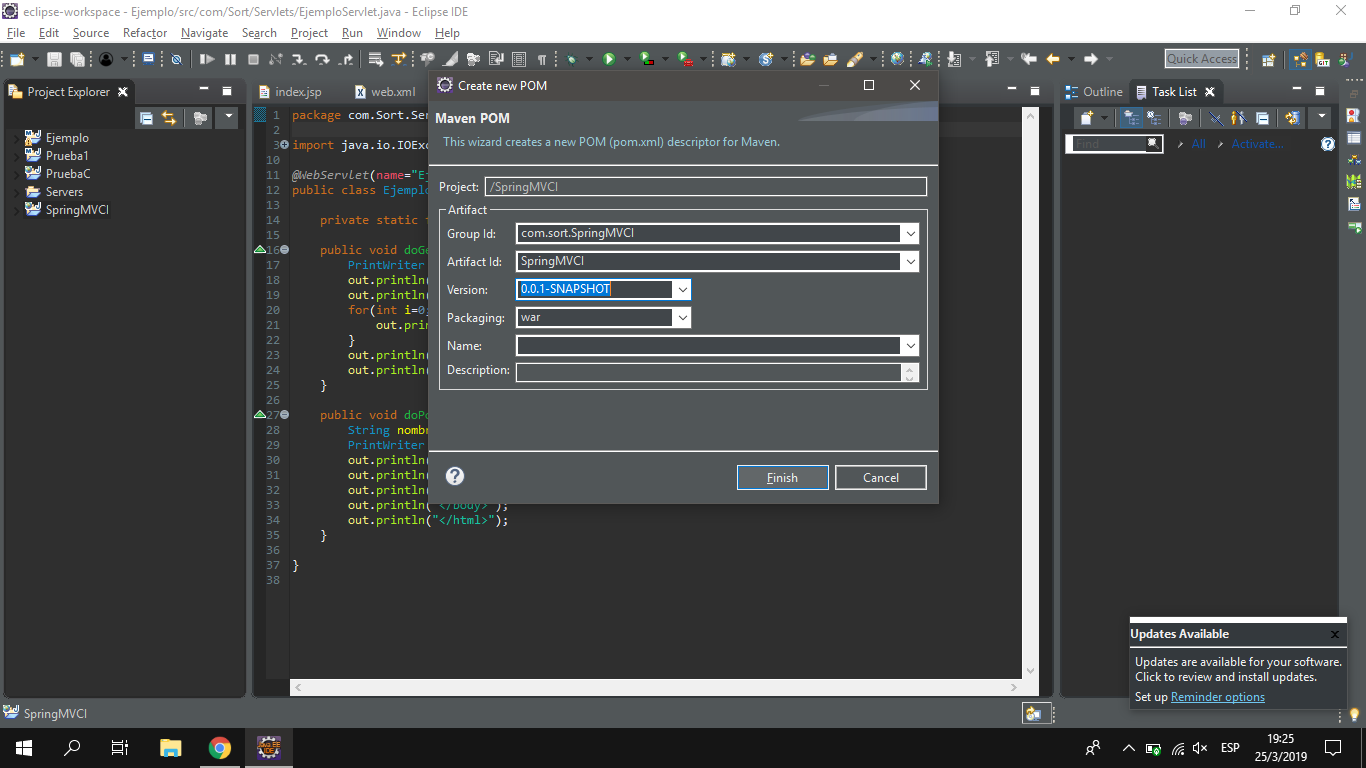 eclipse-workspace - Ejemplo/src/com/Sort/Servlets/EjemploServlet.java - Eclipse IDE
File Edit Source Refactor Navigate Search Project Run Window Help
Quick Access
Project Explorer
Ejemplo
Prueba1
PruebaC
Servers
SpringMVCI
index.jsp
web.xml
1 package com.Sort.Ser
2
3 import java.io.IOExc
10
11 @WebServlet(name="Ej
12 public class Ejemplo
13
14 private static
15
16 public void doGe
17 PrintWriter
18 out.println(
19 out.println(
20 for(int i=0;
21 out.prin
22 }
23 out.println(
24 out.println(
25 }
26
27 public void doPo
28 String nombr
29 PrintWriter
30 out.println(
31 out.println(
32 out.println(
33 out.println("</body>");
34 out.println("</html>");
35 }
36
37 }
38
Create new POM
Maven POM
This wizard creates a new POM (pom.xml) descriptor for Maven.
Project: /SpringMVCI
Artifact
Group Id: com.sort.SpringMVCI
Artifact Id: SpringMVCI
Version: 0.0.1-SNAPSHOT
Packaging: war
Name:
Description:
Finish
Cancel
Outline
Task List
Find
All
Activate...
Updates Available
Updates are available for your software.
Click to review and install updates.
Set up Reminder options
SpringMVCI
ESP
19:25
25/3/2019